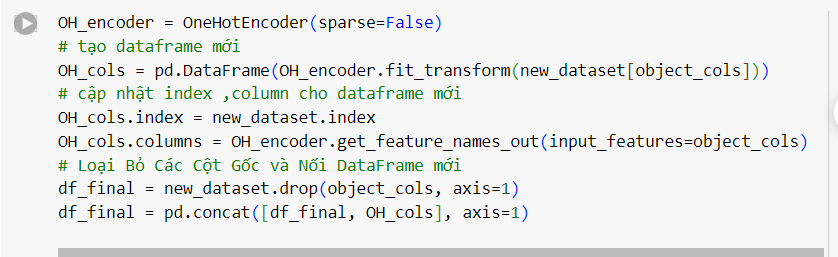 OH_encoder = OneHotEncoder(sparse=False)
# tạo dataframe mới
OH_cols = pd.DataFrame(OH_encoder.fit_transform(new_dataset[object_cols]))
# cập nhật index ,column cho dataframe mới
OH_cols.index = new_dataset.index
OH_cols.columns = OH_encoder.get_feature_names_out(input_features=object_cols)
# Loại Bỏ Các Cột Gốc và Nối DataFrame mới
df_final = new_dataset.drop(object_cols, axis=1)
df_final = pd.concat([df_final, OH_cols], axis=1)